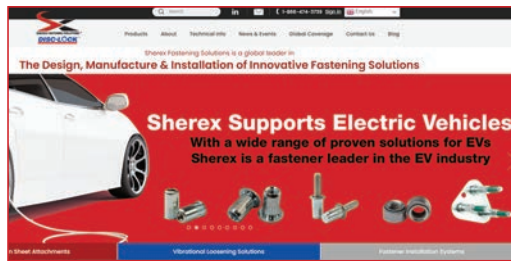 Search
in
1-866-474-3739 Sign In
English
DISC-LOCK
Products About Technical Info News & Events Global Coverage Contact Us Blog
Sherex Fastening Solutions is a global leader in
The Design, Manufacture & Installation of Innovative Fastening Solutions
Sherex Supports Electric Vehicles
With a wide range of proven solutions for EVs
Sherex is a fastener leader in the EV industry
n Sheet Attachments
Vibrational Loosening Solutions
Fastener Installation Systems